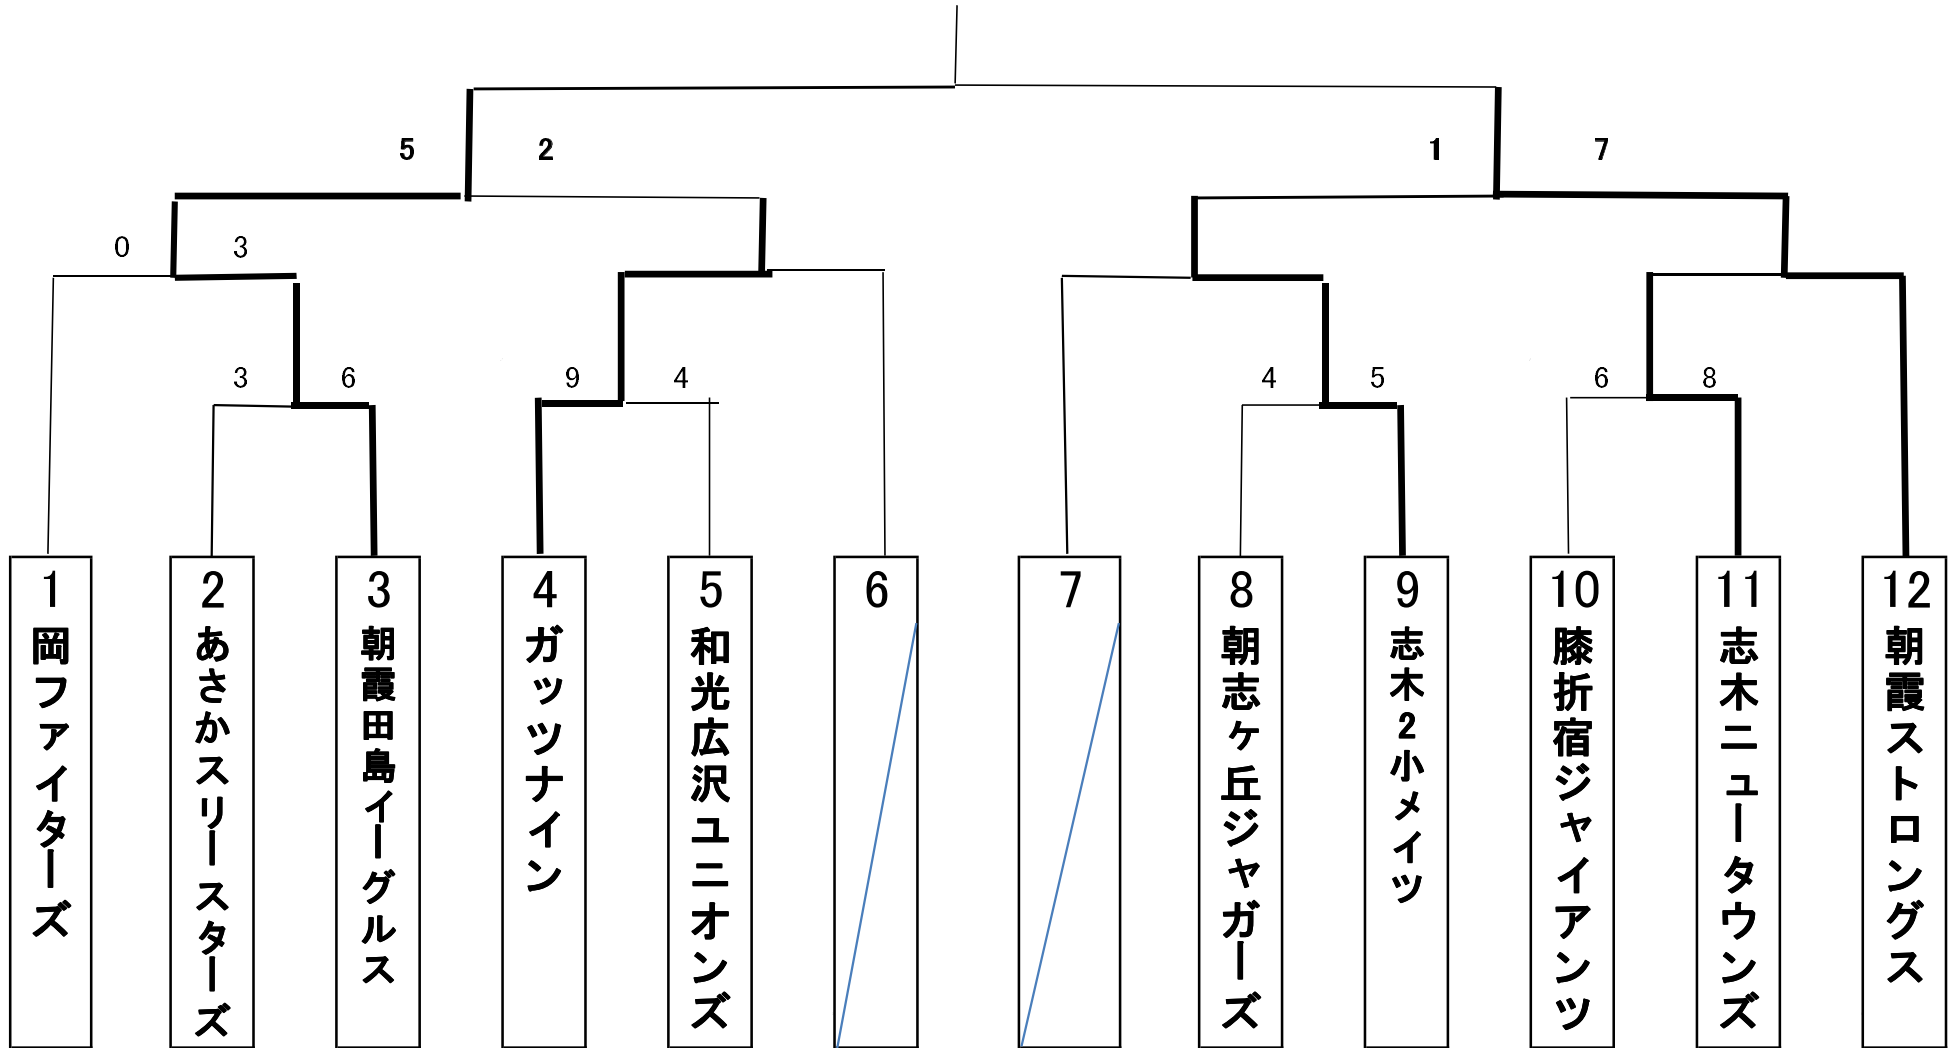 5 2 1 7
0 3
3 6 9 4 4 5 6 8
1 岡ファイターズ
2 あさかスリースターズ
3 朝霞田島イーグルス
4 ガッツナイン
5 和光広沢ユニオンズ
6
7
8 朝志ケ丘ジャガーズ
9 志木2小メイツ
10 膝折宿ジャイアンツ
11 志木ニュータウンズ
12 朝霞ストロングス